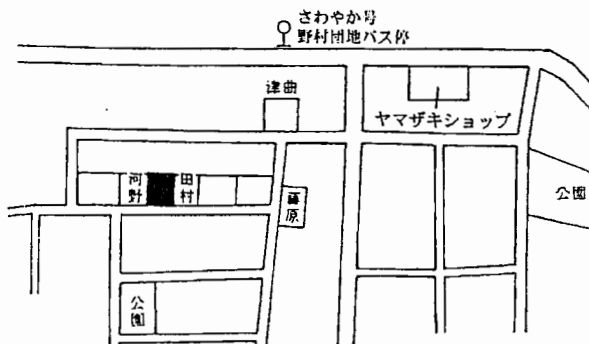 さわやか号
野村団地バス停
津曲
ヤマザキショップ
河野
田村
藤原
公園
公園